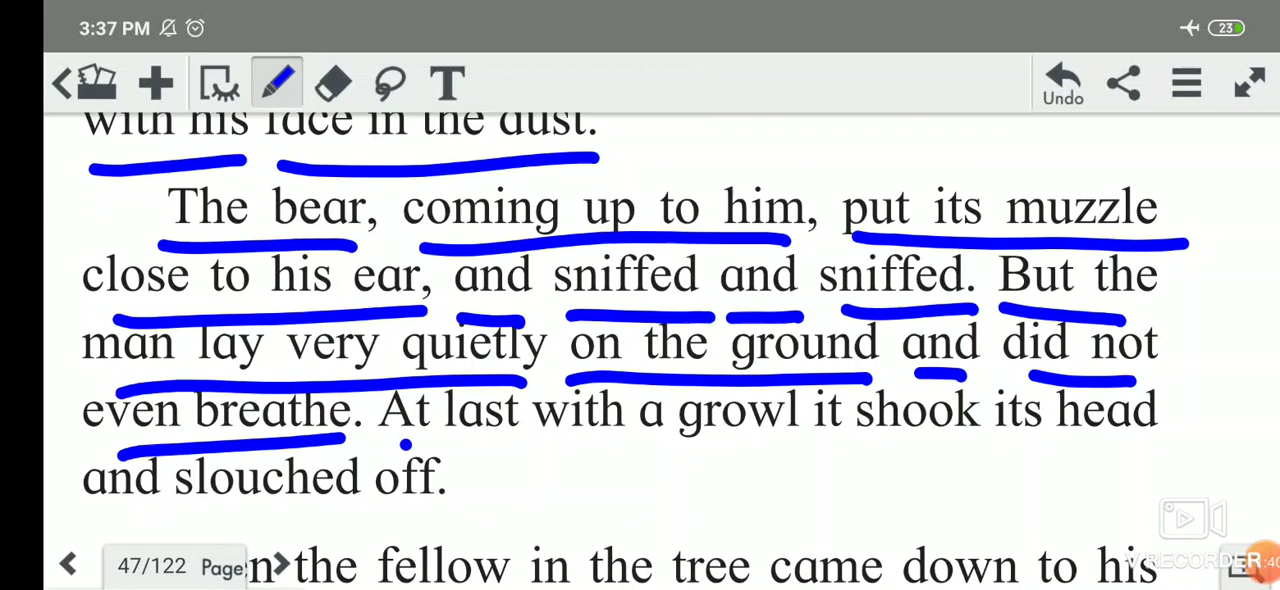 3:37 PM
23
T
Undo
with his face in the dust.
The bear, coming up to him, put its muzzle
close to his ear, and sniffed and sniffed. But the
man lay very quietly on the ground and did not
even breathe. At last with a growl it shook its head
and slouched off.
V RECORDER
47/122 Page
n the fellow in the tree came down to his